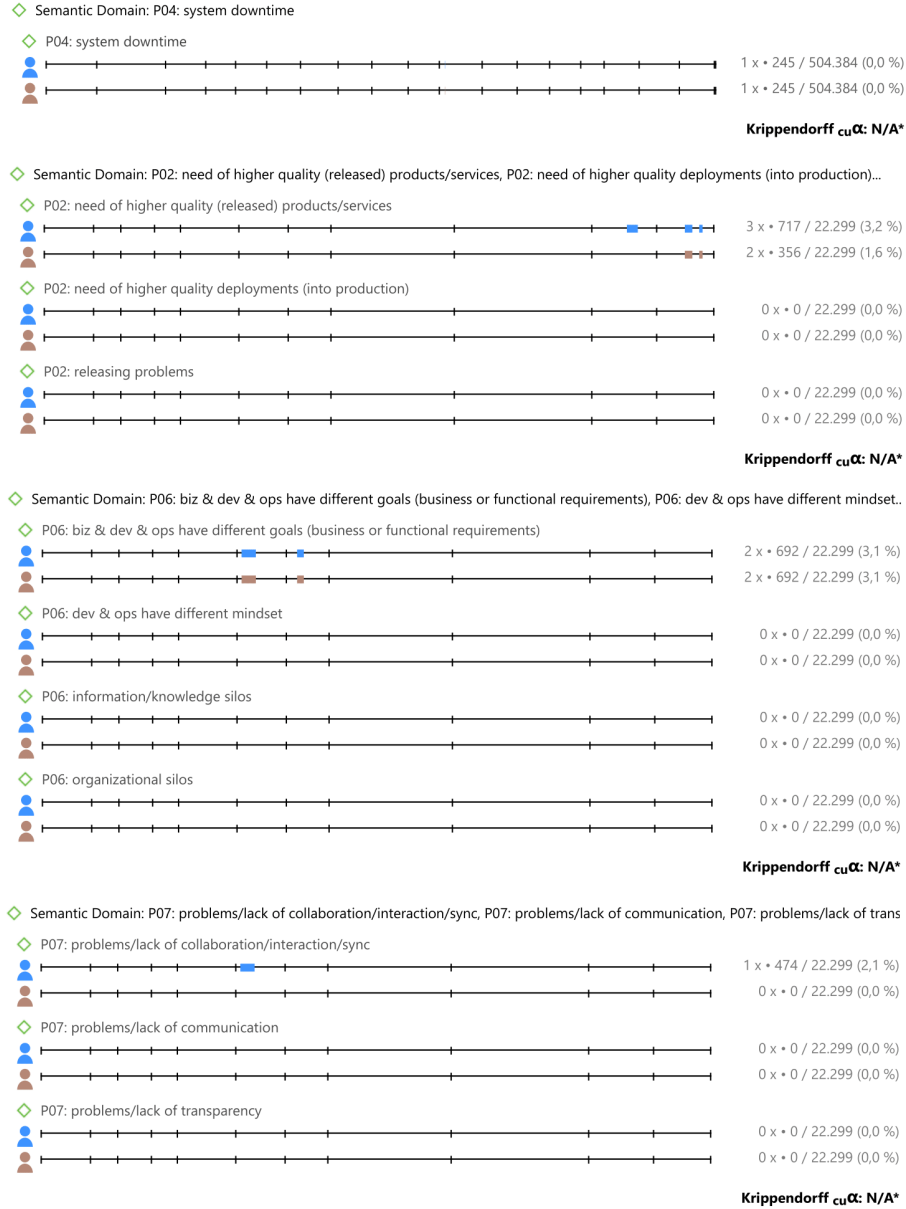 Semantic Domain: P04: system downtime
P04: system downtime
1 x • 245 / 504.384 (0,0 %)
1 x • 245 / 504.384 (0,0 %)
Krippendorff cuα: N/A*
Semantic Domain: P02: need of higher quality (released) products/services, P02: need of higher quality deployments (into production)...
P02: need of higher quality (released) products/services
3 x • 717 / 22.299 (3,2 %)
2 x • 356 / 22.299 (1,6 %)
P02: need of higher quality deployments (into production)
0 x • 0 / 22.299 (0,0 %)
0 x • 0 / 22.299 (0,0 %)
P02: releasing problems
0 x • 0 / 22.299 (0,0 %)
0 x • 0 / 22.299 (0,0 %)
Krippendorff cuα: N/A*
Semantic Domain: P06: biz & dev & ops have different goals (business or functional requirements), P06: dev & ops have different mindset..
P06: biz & dev & ops have different goals (business or functional requirements)
2 x • 692 / 22.299 (3,1 %)
2 x • 692 / 22.299 (3,1 %)
P06: dev & ops have different mindset
0 x • 0 / 22.299 (0,0 %)
0 x • 0 / 22.299 (0,0 %)
P06: information/knowledge silos
0 x • 0 / 22.299 (0,0 %)
0 x • 0 / 22.299 (0,0 %)
P06: organizational silos
0 x • 0 / 22.299 (0,0 %)
0 x • 0 / 22.299 (0,0 %)
Krippendorff cuα: N/A*
Semantic Domain: P07: problems/lack of collaboration/interaction/sync, P07: problems/lack of communication, P07: problems/lack of trans
P07: problems/lack of collaboration/interaction/sync
1 x • 474 / 22.299 (2,1 %)
0 x • 0 / 22.299 (0,0 %)
P07: problems/lack of communication
0 x • 0 / 22.299 (0,0 %)
0 x • 0 / 22.299 (0,0 %)
P07: problems/lack of transparency
0 x • 0 / 22.299 (0,0 %)
0 x • 0 / 22.299 (0,0 %)
Krippendorff cuα: N/A*